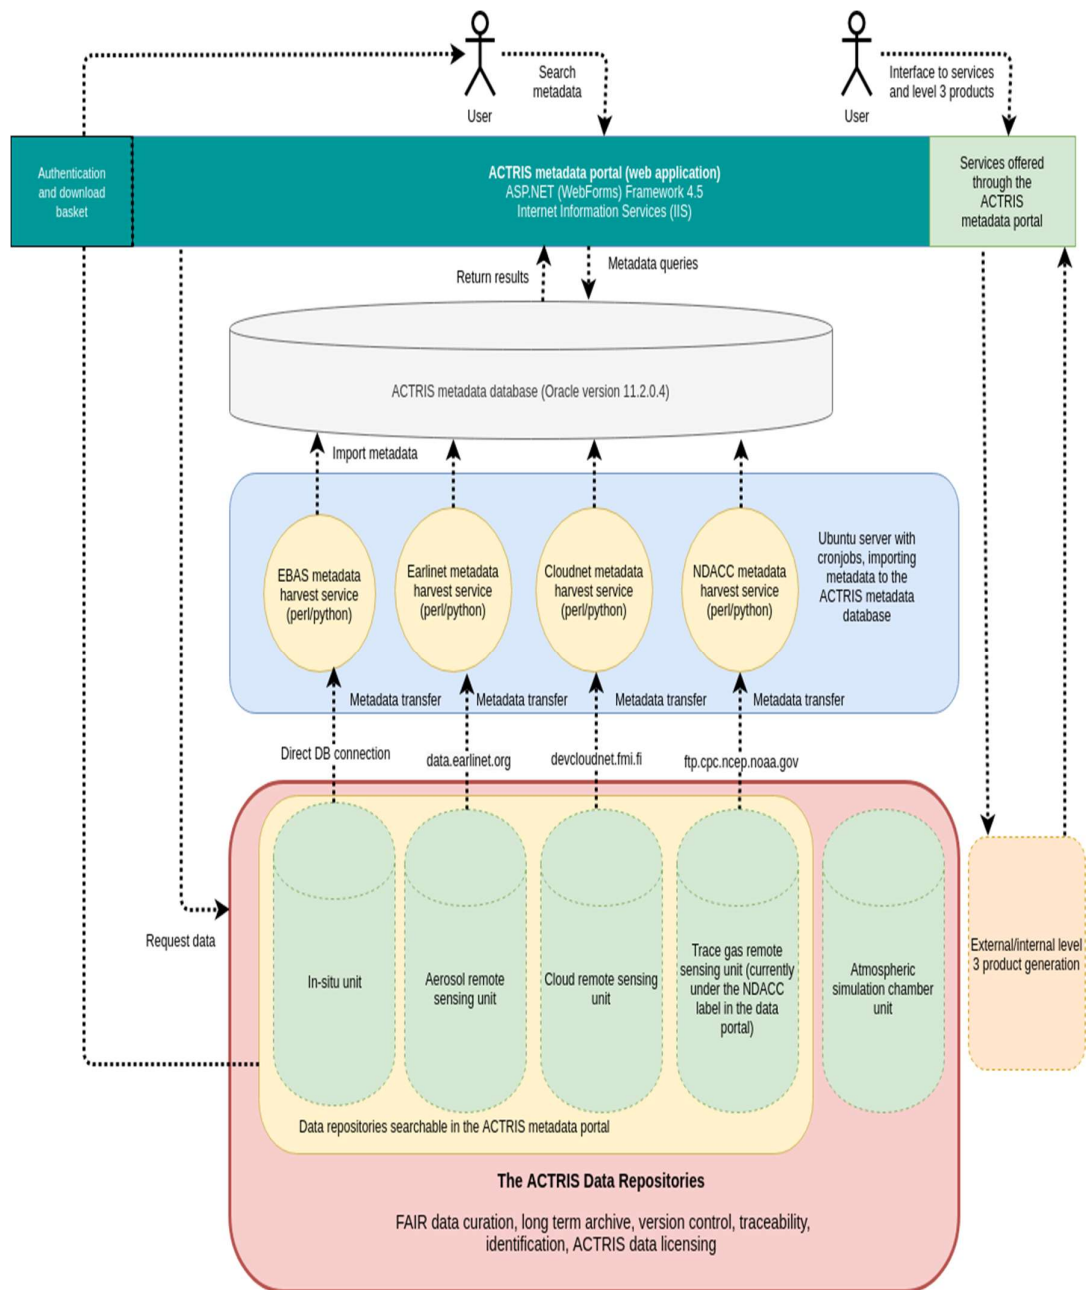 Search
metadata
User
Interface to services
and level 3 products
User
Authentication
and download
basket
ACTRIS metadata portal (web application)
ASP.NET (WebForms) Framework 4.5
Internet Information Services (IIS)
Services offered
through the
ACTRIS
metadata portal
Return results
Metadata queries
ACTRIS metadata database (Oracle version 11.2.0.4)
Import metadata
EBAS metadata
harvest service
(perl/python)
Earlinet metadata
harvest service
(perl/python)
Cloudnet metadata
harvest service
(perl/python)
NDACC metadata
harvest service
(perl/python)
Ubuntu server with
cronjobs, importing
metadata to the
ACTRIS metadata
database
Metadata transfer
Metadata transfer
Metadata transfer
Metadata transfer
Direct DB connection
data.earlinet.org
devcloudnet.fmi.fi
ftp.cpc.ncep.noaa.gov
Request data
In-situ unit
Aerosol remote
sensing unit
Cloud remote sensing
unit
Trace gas remote
sensing unit (currently
under the NDACC
label in the data
portal)
Atmospheric
simulation chamber
unit
External/internal level
3 product generation
Data repositories searchable in the ACTRIS metadata portal
The ACTRIS Data Repositories
FAIR data curation, long term archive, version control, traceability,
identification, ACTRIS data licensing